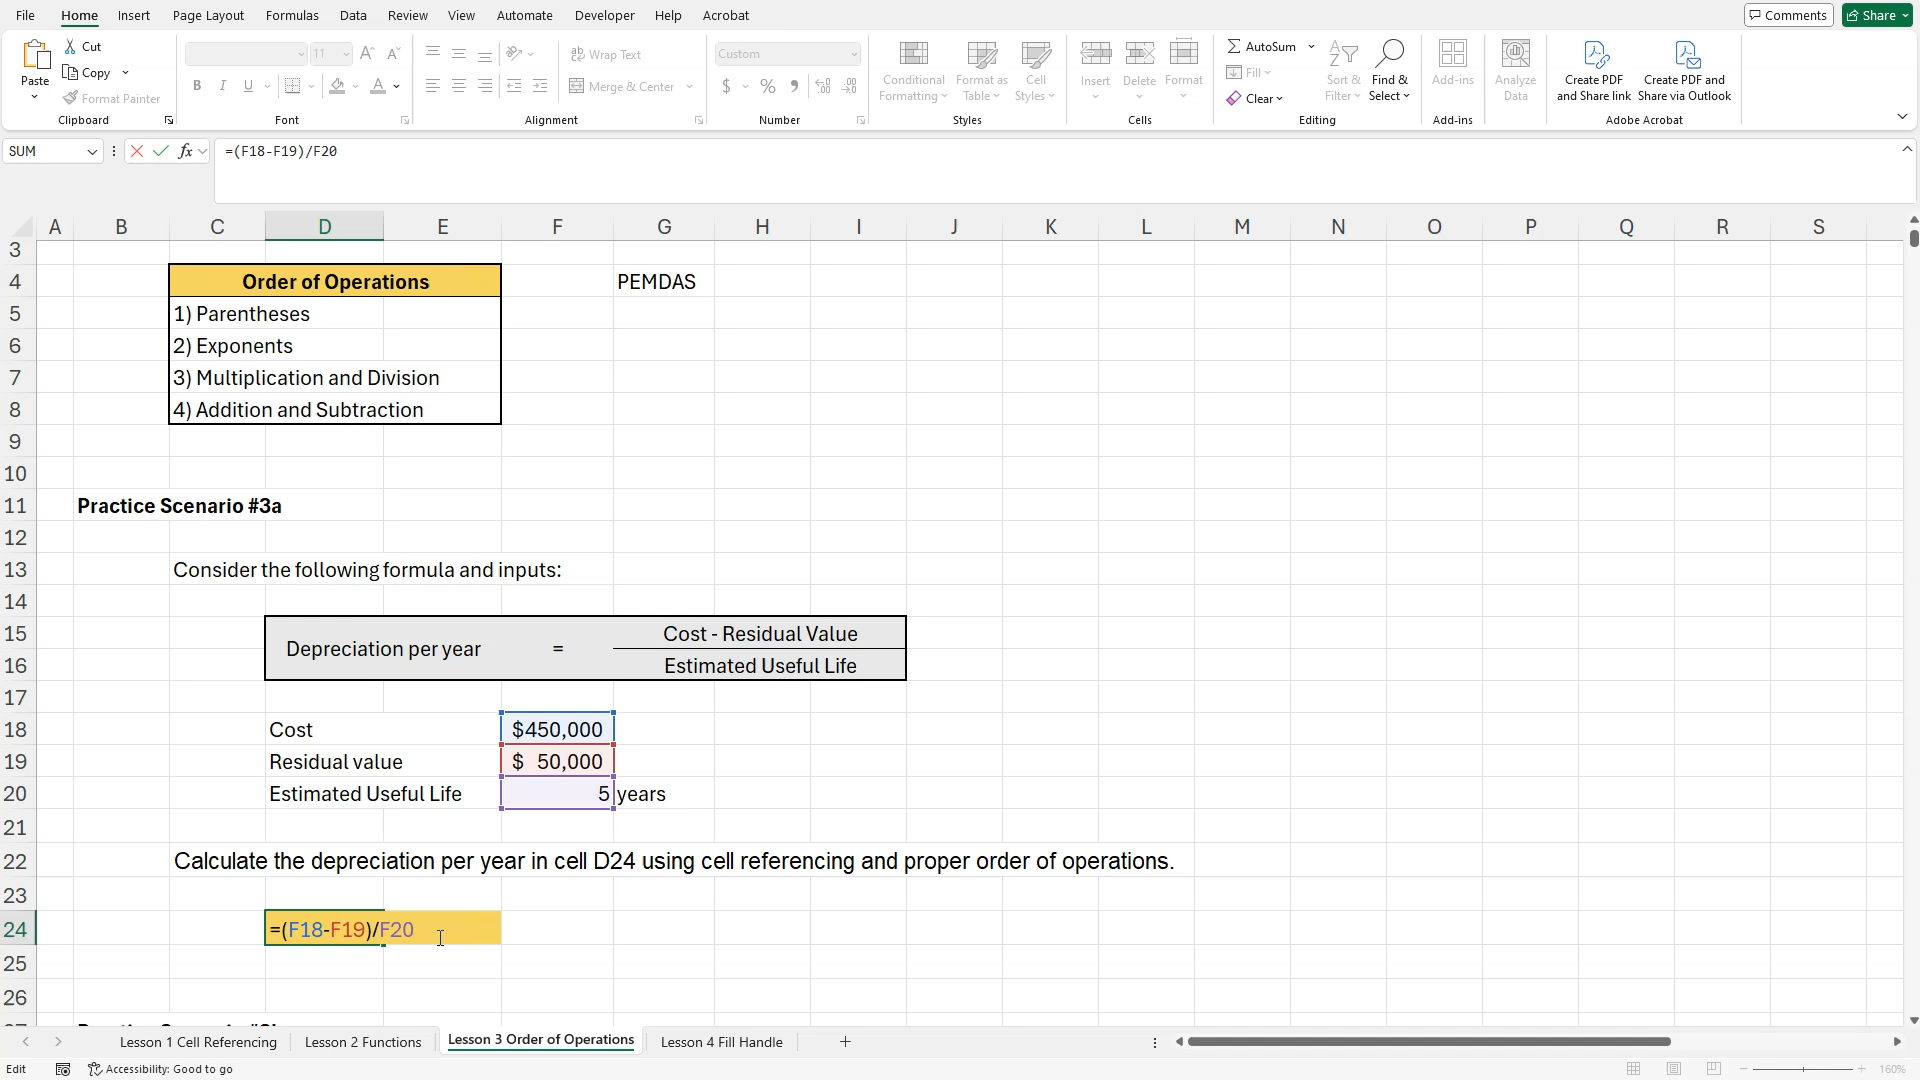 File Home Insert Page Layout Formulas Data Review View Automate Developer Help Acrobat Comments Share
Paste Cut Copy Format Painter Clipboard
11 B I U A Font
Wrap Text Merge & Center Alignment
Custom $ % Number
Conditional Formatting Format as Table Cell Styles Styles
Insert Delete Format Cells
AutoSum Fill Clear Sort & Filter Find & Select Editing
Add-ins Add-ins
Analyze Data
Create PDF and Share link Create PDF and Share via Outlook Adobe Acrobat
SUM fx =(F18-F19)/F20
A B C D E F G H I J K L M N O P Q R S
3
4 Order of Operations PEMDAS
5 1) Parentheses
6 2) Exponents
7 3) Multiplication and Division
8 4) Addition and Subtraction
9
10
11 Practice Scenario #3a
12
13 Consider the following formula and inputs:
14
15 Cost - Residual Value
Depreciation per year =
16 Estimated Useful Life
17
18 Cost $450,000
19 Residual value $ 50,000
20 Estimated Useful Life 5 years
21
22 Calculate the depreciation per year in cell D24 using cell referencing and proper order of operations.
23
24 =(F18-F19)/F20
25
26
Lesson 1 Cell Referencing Lesson 2 Functions Lesson 3 Order of Operations Lesson 4 Fill Handle
Edit Accessibility: Good to go 160%